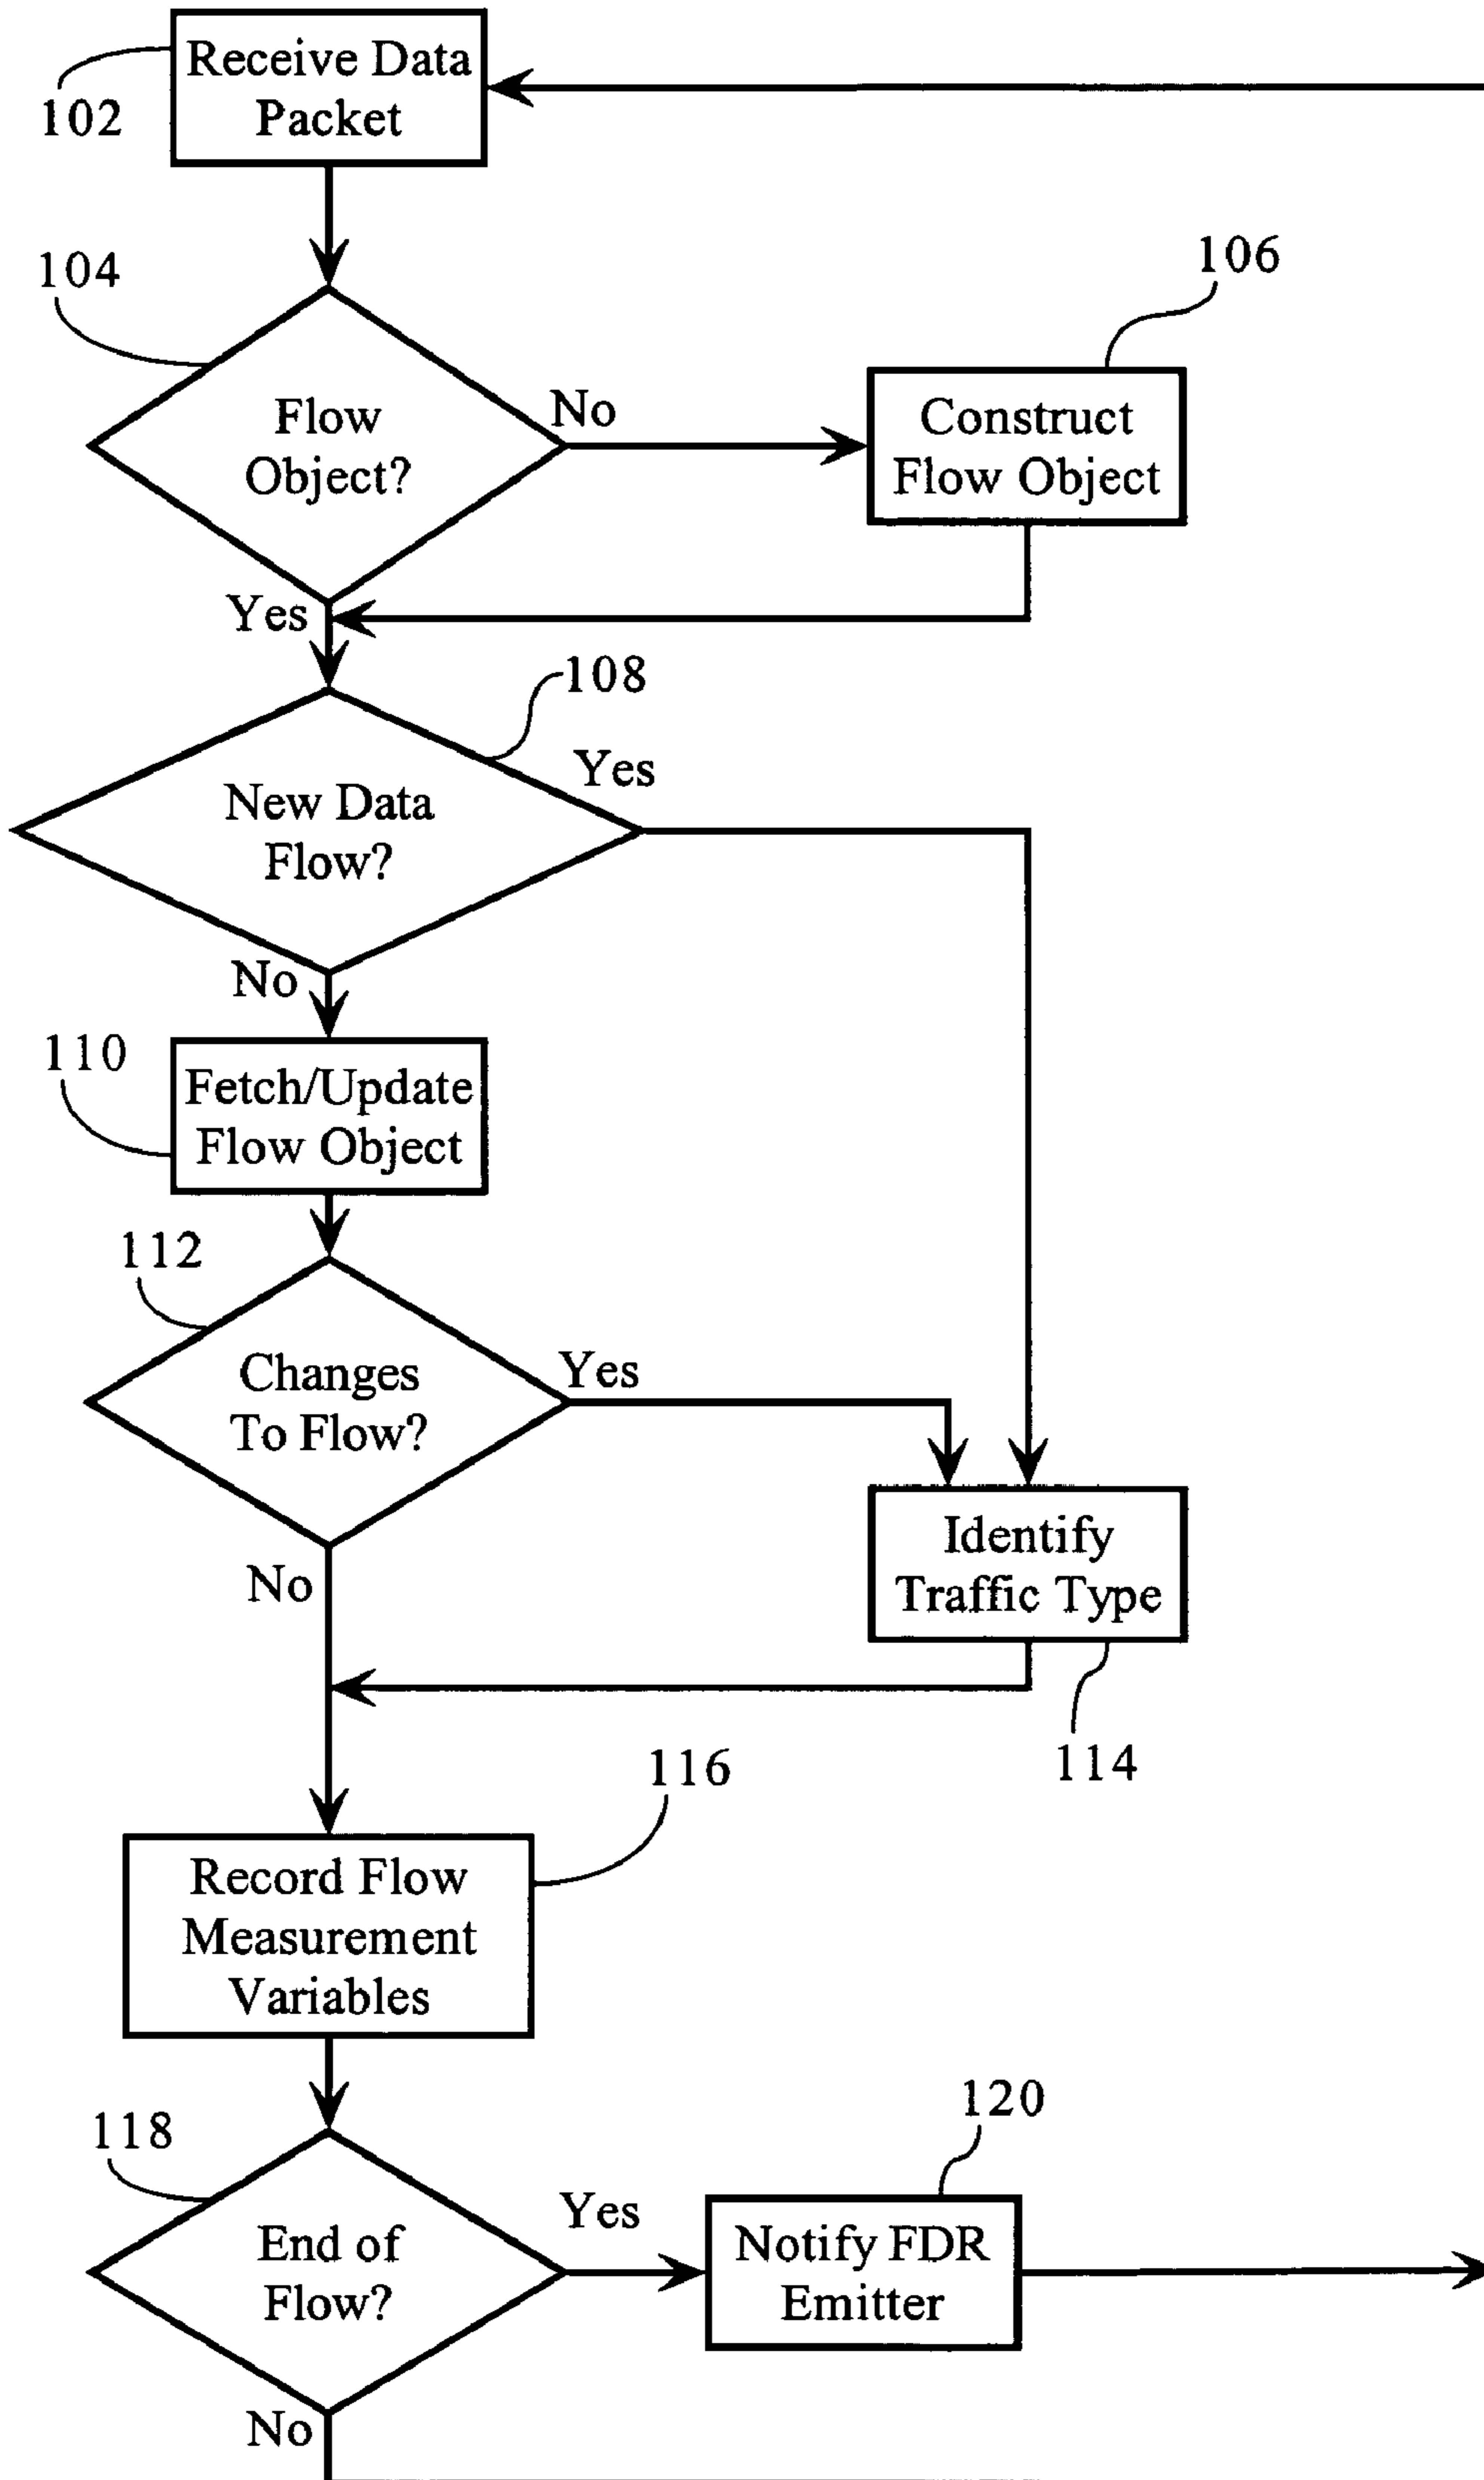 Receive Data
Packet
102
104
106
Flow
Object?
No
Construct
Flow Object
Yes
108
Yes
New Data
Flow?
No
110
Fetch/Update
Flow Object
112
Changes
To Flow?
Yes
Identify
Traffic Type
No
114
116
Record Flow
Measurement
Variables
118
120
End of
Flow?
Yes
Notify FDR
Emitter
No